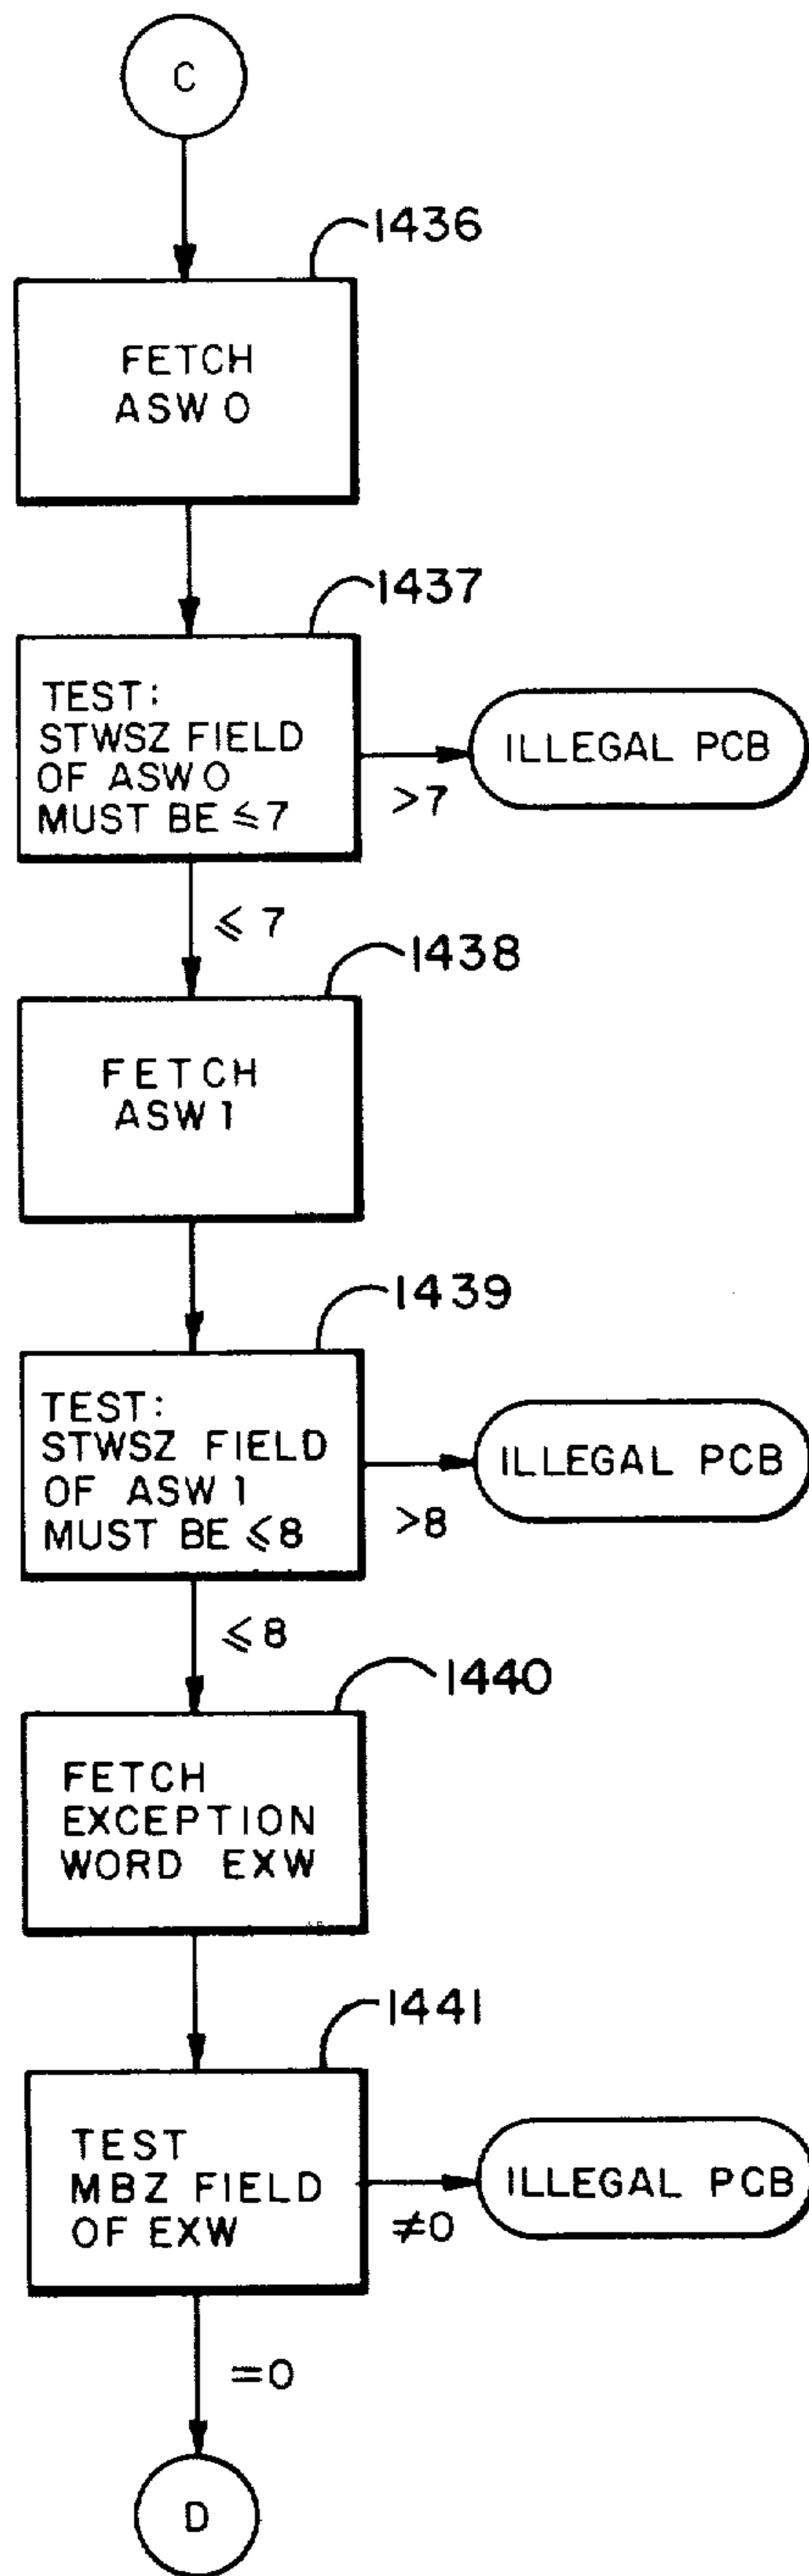 C
1436
FETCH
ASW 0
1437
TEST:
STWSZ FIELD
OF ASW 0
MUST BE ⩽7
>7
ILLEGAL PCB
⩽ 7
1438
FETCH
ASW 1
1439
TEST:
STWSZ FIELD
OF ASW 1
MUST BE ⩽8
>8
ILLEGAL PCB
⩽8
1440
FETCH
EXCEPTION
WORD EXW
1441
TEST
MBZ FIELD
OF EXW
≠0
ILLEGAL PCB
=0
D